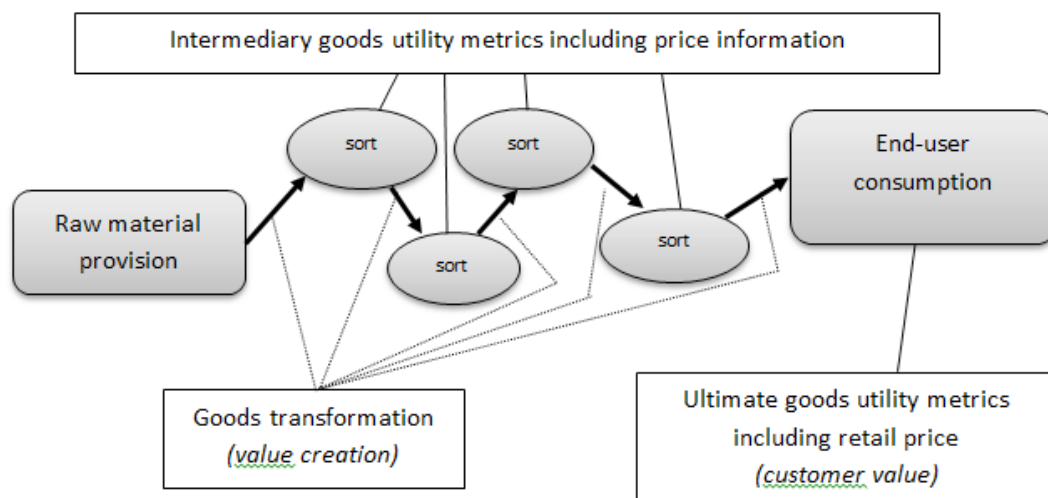 Intermediary goods utility metrics including price information
sort
sort
End-user
consumption
Raw material
provision
sort
sort
Goods transformation
(value creation)
Ultimate goods utility metrics
including retail price
(customer value)